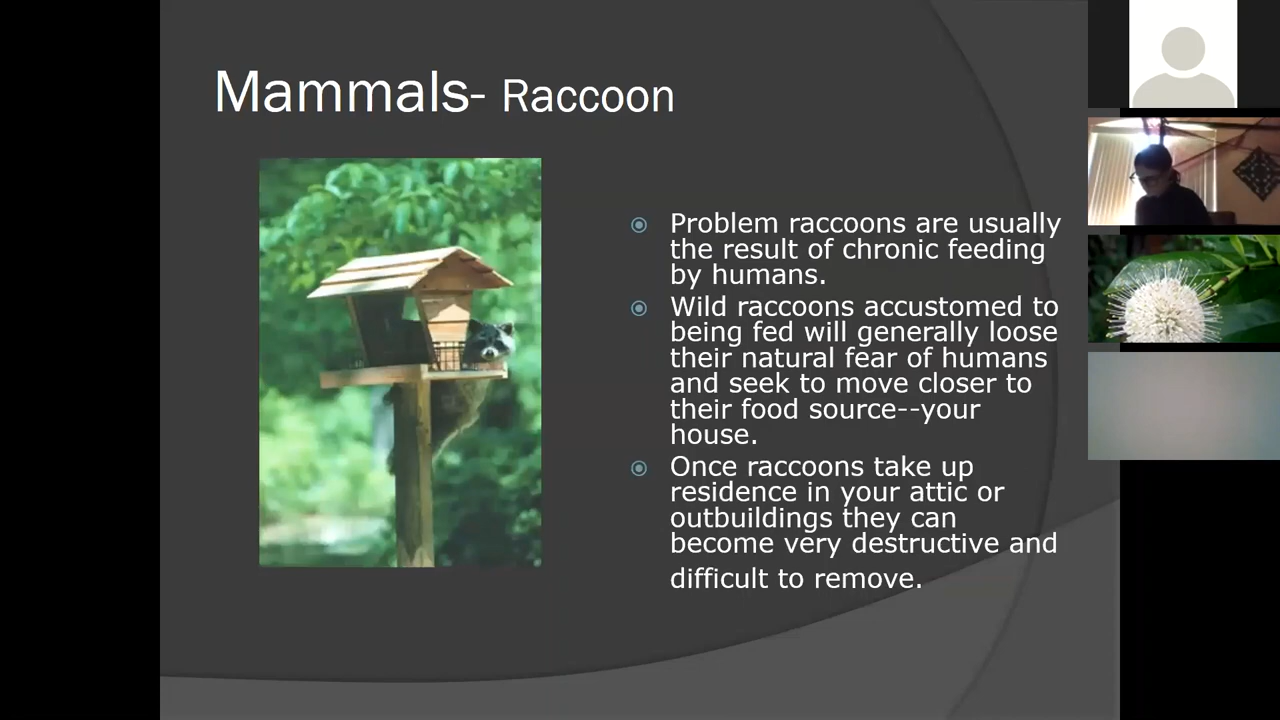 Mammals- Raccoon
Problem raccoons are usually
the result of chronic feeding
by humans.
Wild raccoons accustomed to
being fed will generally loose
their natural fear of humans
and seek to move closer to
their food source--your
house.
Once raccoons take up
residence in your attic or
outbuildings they can
become very destructive and
difficult to remove.